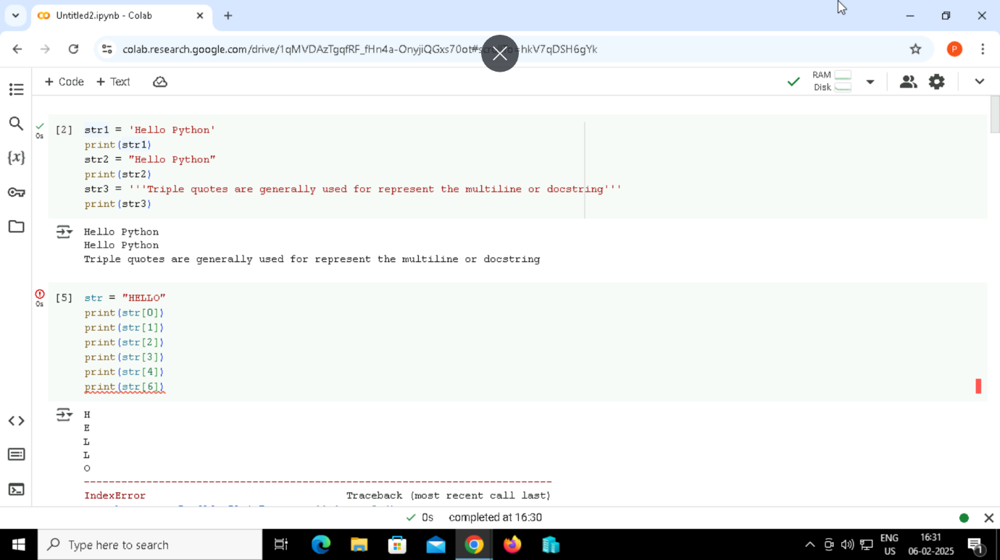 Untitled2.ipynb - Colab
colab.research.google.com/drive/1qMVDAzTgqfRF_fHn4a-OnyjiQGxs70ot#scrollTo=hkV7qDSH6gYk
P
+ Code + Text
RAM
Disk
0s
[2] str1 = 'Hello Python'
print(str1)
str2 = "Hello Python"
print(str2)
str3 = '''Triple quotes are generally used for represent the multiline or docstring'''
print(str3)
{x}
Hello Python
Hello Python
Triple quotes are generally used for represent the multiline or docstring
0s
[5] str = "HELLO"
print(str[0])
print(str[1])
print(str[2])
print(str[3])
print(str[4])
print(str[6])
H
E
L
L
O
---------------------------------------------------------------------------
IndexError Traceback (most recent call last)
0s completed at 16:30
Type here to search
ENG
US
16:31
06-02-2025
1